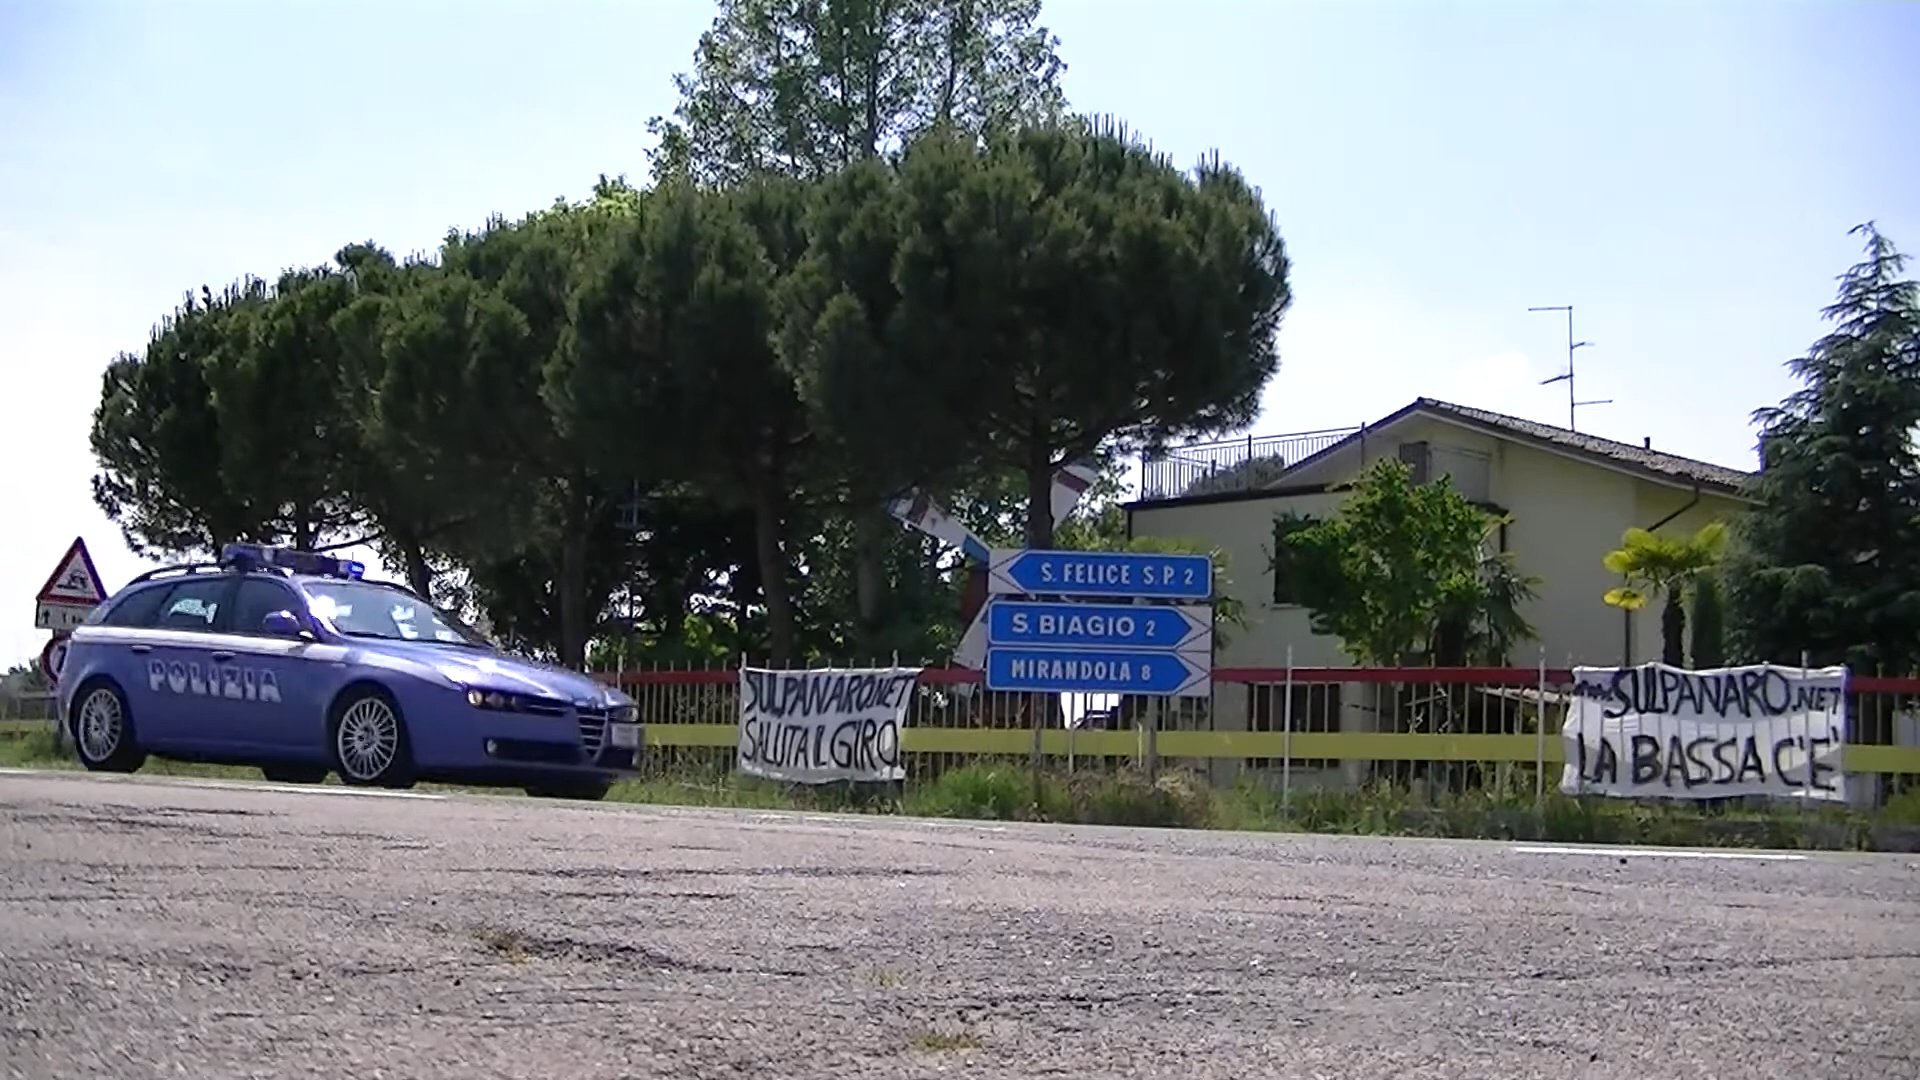 POLIZIA
SULPANARO.NET
SALUTA IL GIRO
S. FELICE S.P. 2
S. BIAGIO 2
MIRANDOLA 8
SULPANARO.NET
LA BASSA C'È